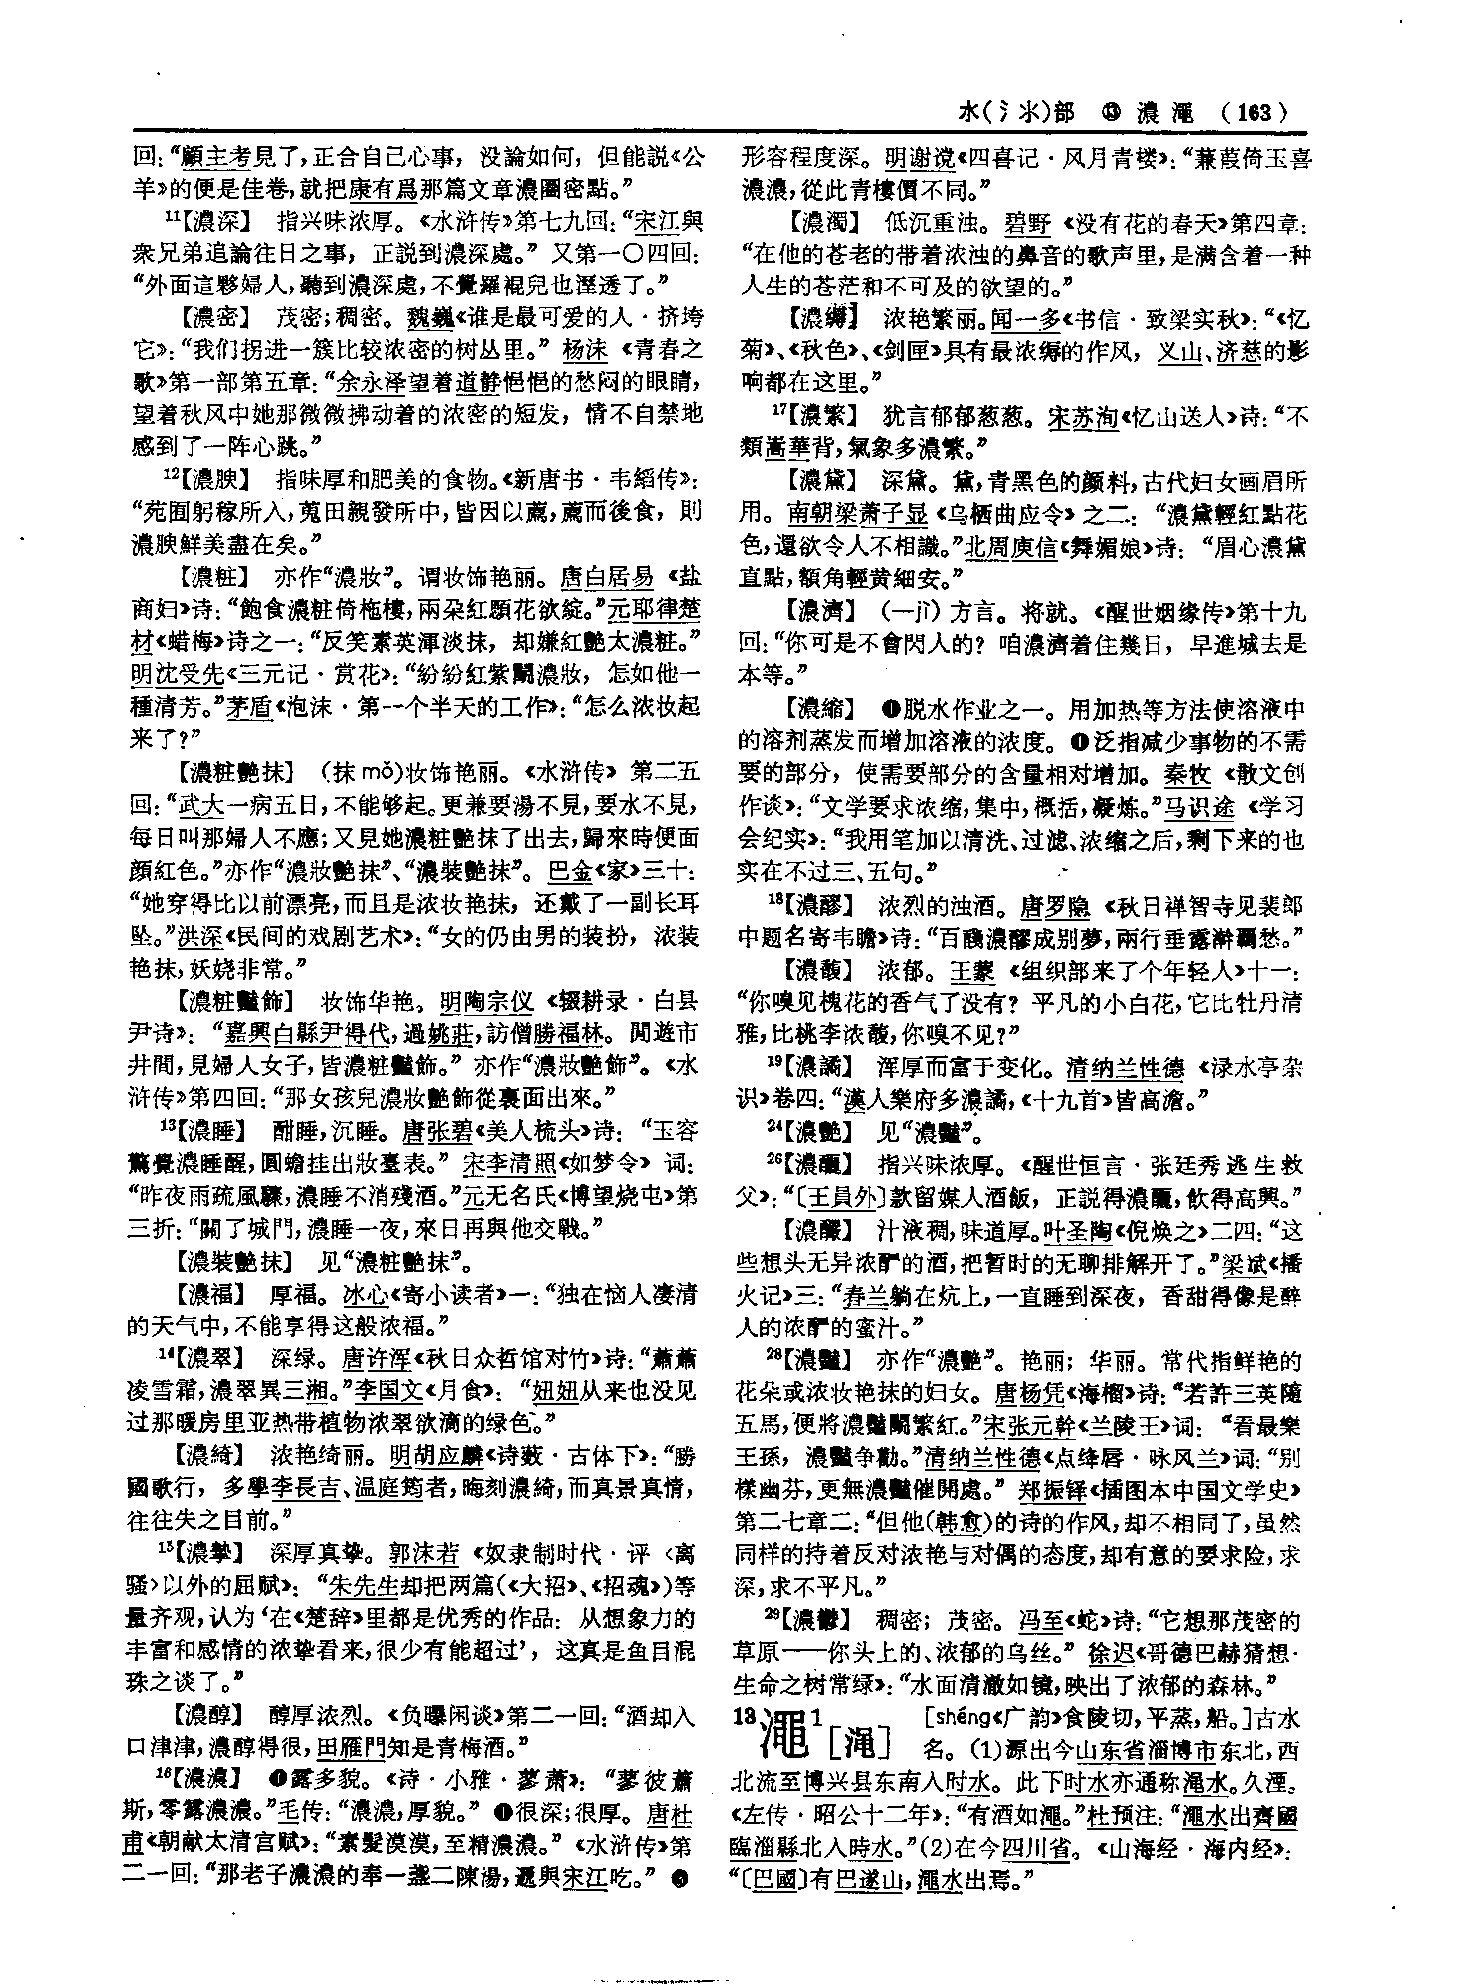 水(氵氺)部 ⑬ 濃 澠 (163)
回：“顧主考見了，正合自己心事，没論如何，但能説《公
羊》的便是佳卷，就把康有爲那篇文章濃圈密點。”
11【濃深】 指兴味浓厚。《水浒传》第七九回：“宋江與
衆兄弟追論往日之事，正説到濃深處。”又第一〇四回：
“外面這夥婦人，聽到濃深處，不覺羅裩兒也溼透了。”
【濃密】 茂密；稠密。魏巍《谁是最可爱的人·挤垮
它》：“我们拐进一簇比较浓密的树丛里。”杨沫《青春之
歌》第一部第五章：“余永泽望着道静悒悒的愁闷的眼睛，
望着秋风中她那微微拂动着的浓密的短发，情不自禁地
感到了一阵心跳。”
12【濃腴】 指味厚和肥美的食物。《新唐书·韦縚传》：
“苑囿躬稼所入，蒐田親發所中，皆因以薦，薦而後食，則
濃腴鮮美盡在矣。”
【濃粧】 亦作“濃妝”。谓妆饰艳丽。唐白居易《盐
商妇》诗：“飽食濃粧倚柁樓，兩朵紅顋花欲綻。”元耶律楚
材《蜡梅》诗之一：“反笑素英渾淡抹，却嫌紅艷太濃粧。”
明沈受先《三元记·赏花》：“紛紛紅紫鬭濃妝，怎如他一
種清芳。”茅盾《泡沫·第一个半天的工作》：“怎么浓妆起
来了？”
【濃粧艷抹】 (抹 mǒ)妆饰艳丽。《水浒传》第二五
回：“武大一病五日，不能够起。更兼要湯不見，要水不見，
每日叫那婦人不應；又見她濃粧艷抹了出去，歸來時便面
顔紅色。”亦作“濃妝艷抹”、“濃裝艷抹”。巴金《家》三十：
“她穿得比以前漂亮，而且是浓妆艳抹，还戴了一副长耳
坠。”洪深《民间的戏剧艺术》：“女的仍由男的装扮，浓装
艳抹，妖娆非常。”
【濃粧豔飾】 妆饰华艳。明陶宗仪《辍耕录·白县
尹诗》：“嘉興白縣尹得代，過姚莊，訪僧勝福林。閒遊市
井間，見婦人女子，皆濃粧豔飾。”亦作“濃妝艷飾”。《水
浒传》第四回：“那女孩兒濃妝艷飾從裏面出來。”
13【濃睡】 酣睡，沉睡。唐张碧《美人梳头》诗：“玉容
驚覺濃睡醒，圓蟾挂出妝臺表。”宋李清照《如梦令》词：
“昨夜雨疏風驟，濃睡不消殘酒。”元无名氏《博望烧屯》第
三折：“關了城門，濃睡一夜，來日再與他交戰。”
【濃裝艷抹】 见“濃粧艷抹”。
【濃福】 厚福。冰心《寄小读者》一：“独在恼人凄清
的天气中，不能享得这般浓福。”
14【濃翠】 深绿。唐许浑《秋日众哲馆对竹》诗：“蕭蕭
凌雪霜，濃翠異三湘。”李国文《月食》：“妞妞从来也没见
过那暖房里亚热带植物浓翠欲滴的绿色。”
【濃綺】 浓艳绮丽。明胡应麟《诗薮·古体下》：“勝
國歌行，多學李長吉、温庭筠者，晦刻濃綺，而真景真情，
往往失之目前。”
15【濃摯】 深厚真挚。郭沫若《奴隶制时代·评〈离
骚〉以外的屈赋》：“朱先生却把两篇(《大招》、《招魂》)等
量齐观，认为‘在《楚辞》里都是优秀的作品：从想象力的
丰富和感情的浓挚看来，很少有能超过’，这真是鱼目混
珠之谈了。”
【濃醇】 醇厚浓烈。《负曝闲谈》第二一回：“酒却入
口津津，濃醇得很，田雁門知是青梅酒。”
16【濃濃】 ❶露多貌。《诗·小雅·蓼萧》：“蓼彼蕭
斯，零露濃濃。”毛传：“濃濃，厚貌。”❷很深；很厚。唐杜
甫《朝献太清宫赋》：“素髮漠漠，至精濃濃。”《水浒传》第
二一回：“那老子濃濃的奉一盞二陳湯，遞與宋江吃。”❸
形容程度深。明谢谠《四喜记·风月青楼》：“蒹葭倚玉喜
濃濃，從此青樓價不同。”
【濃濁】 低沉重浊。碧野《没有花的春天》第四章：
“在他的苍老的带着浓浊的鼻音的歌声里，是满含着一种
人生的苍茫和不可及的欲望的。”
【濃縟】 浓艳繁丽。闻一多《书信·致梁实秋》：“《忆
菊》、《秋色》、《剑匣》具有最浓缛的作风，义山、济慈的影
响都在这里。”
17【濃繁】 犹言郁郁葱葱。宋苏洵《忆山送人》诗：“不
類嵩華背，氣象多濃繁。”
【濃黛】 深黛。黛，青黑色的颜料，古代妇女画眉所
用。南朝梁萧子显《乌栖曲应令》之二：“濃黛輕紅點花
色，還欲令人不相識。”北周庾信《舞媚娘》诗：“眉心濃黛
直點，額角輕黄細安。”
【濃濟】 (—jǐ)方言。将就。《醒世姻缘传》第十九
回：“你可是不會閃人的？咱濃濟着住幾日，早進城去是
本等。”
【濃縮】 ❶脱水作业之一。用加热等方法使溶液中
的溶剂蒸发而增加溶液的浓度。❷泛指减少事物的不需
要的部分，使需要部分的含量相对增加。秦牧《散文创
作谈》：“文学要求浓缩，集中，概括，凝炼。”马识途《学习
会纪实》：“我用笔加以清洗、过滤、浓缩之后，剩下来的也
实在不过三、五句。”
18【濃醪】 浓烈的浊酒。唐罗隐《秋日禅智寺见裴郎
中题名寄韦瞻》诗：“百醆濃醪成别夢，兩行垂露澣羈愁。”
【濃馥】 浓郁。王蒙《组织部来了个年轻人》十一：
“你嗅见槐花的香气了没有？平凡的小白花，它比牡丹清
雅，比桃李浓馥，你嗅不见？”
19【濃譎】 浑厚而富于变化。清纳兰性德《渌水亭杂
识》卷四：“漢人樂府多濃譎，《十九首》皆高澹。”
24【濃艷】 见“濃豔”。
26【濃釅】 指兴味浓厚。《醒世恒言·张廷秀逃生救
父》：“〔王員外〕款留媒人酒飯，正説得濃釅，飲得高興。”
【濃釅】 汁液稠，味道厚。叶圣陶《倪焕之》二四：“这
些想头无异浓酽的酒，把暂时的无聊排解开了。”梁斌《播
火记》三：“春兰躺在炕上，一直睡到深夜，香甜得像是醉
人的浓酽的蜜汁。”
28【濃豔】 亦作“濃艷”。艳丽；华丽。常代指鲜艳的
花朵或浓妆艳抹的妇女。唐杨凭《海榴》诗：“若許三英隨
五馬，便將濃豔鬭繁紅。”宋张元幹《兰陵王》词：“看最樂
王孫，濃豔争勸。”清纳兰性德《点绛唇·咏风兰》词：“别
樣幽芬，更無濃豔催開處。”郑振铎《插图本中国文学史》
第二七章二：“但他(韩愈)的诗的作风，却不相同了，虽然
同样的持着反对浓艳与对偶的态度，却有意的要求险，求
深，求不平凡。”
29【濃鬱】 稠密；茂密。冯至《蛇》诗：“它想那茂密的
草原——你头上的、浓郁的乌丝。”徐迟《哥德巴赫猜想·
生命之树常绿》：“水面清澈如镜，映出了浓郁的森林。”
13澠1[渑] [shéng《广韵》食陵切，平蒸，船。]古水
名。(1)源出今山东省淄博市东北，西
北流至博兴县东南入时水。此下时水亦通称渑水。久湮。
《左传·昭公十二年》：“有酒如澠。”杜预注：“澠水出齊國
臨淄縣北入時水。”(2)在今四川省。《山海经·海内经》：
“〔巴國〕有巴遂山，澠水出焉。”